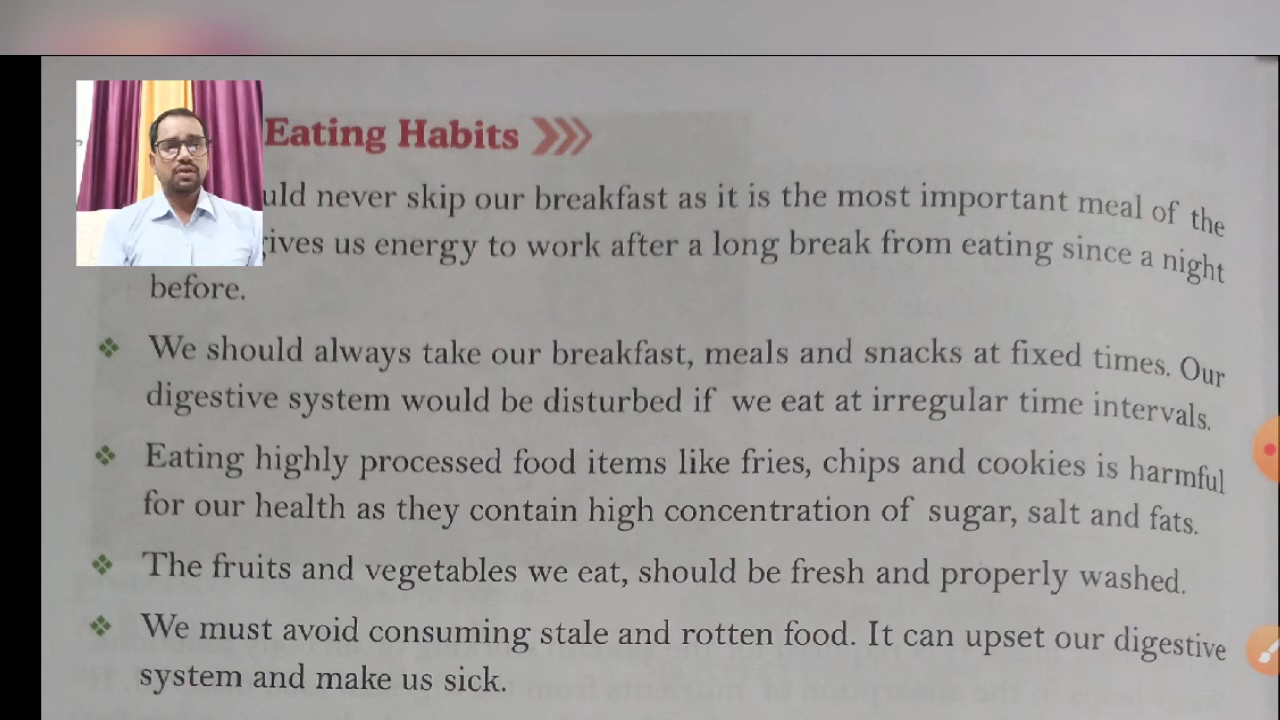 Eating Habits
never skip our breakfast as it is the most important meal of the
us energy to work after a long break from eating since a night
before.
We should always take our breakfast, meals and snacks at fixed times. Our
digestive system would be disturbed if we eat at irregular time intervals.
Eating highly processed food items like fries, chips and cookies is harmful
for our health as they contain high concentration of sugar, salt and fats.
The fruits and vegetables we eat, should be fresh and properly washed.
We must avoid consuming stale and rotten food. It can upset our digestive
system and make us sick.